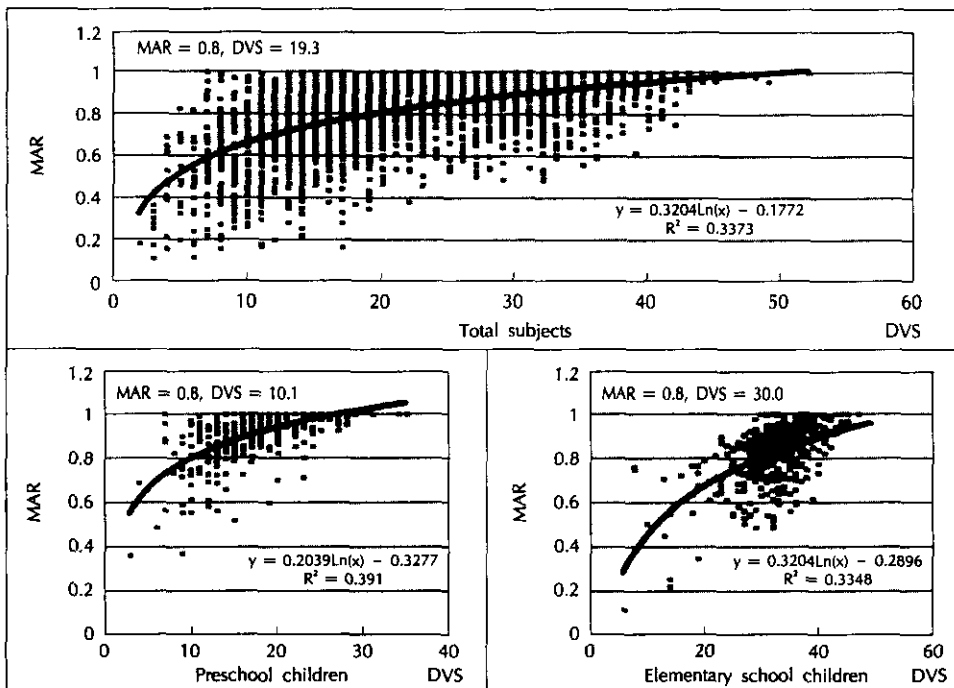 MAR = 0.8, DVS = 19.3
1.2
1
0.8
0.6
0.4
0.2
0
MAR
y = 0.3204Ln(x) − 0.1772
R² = 0.3373
0 10 20 30 40 50 60
Total subjects DVS
MAR = 0.8, DVS = 10.1
1.2
1
0.8
0.6
0.4
0.2
0
MAR
y = 0.2039Ln(x) − 0.3277
R² = 0.391
0 10 20 30 40
Preschool children DVS
MAR = 0.8, DVS = 30.0
1.2
1
0.8
0.6
0.4
0.2
0
MAR
y = 0.3204Ln(x) − 0.2896
R² = 0.3348
0 20 40 60
Elementary school children DVS